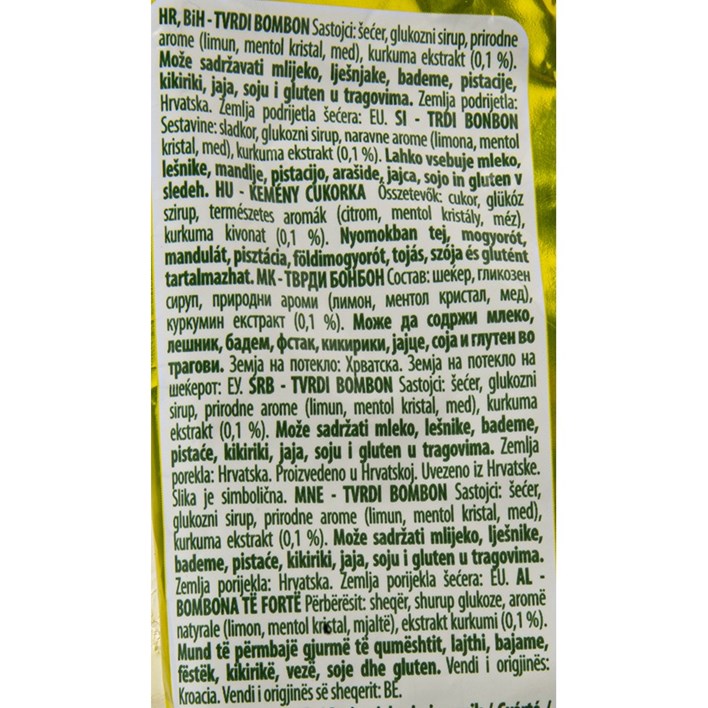 HR, BiH - TVRDI BOMBON Sastojci: šećer, glukozni sirup, prirodne
arome (limun, mentol kristal, med), kurkuma ekstrakt (0,1 %).
Može sadržavati mlijeko, lješnjake, bademe, pistacije,
kikiriki, jaja, soju i gluten u tragovima. Zemlja podrijetla:
Hrvatska. Zemlja podrijetla šećera: EU. SI - TRDI BONBON
Sestavine: sladkor, glukozni sirup, naravne arome (limona, mentol
kristal, med), kurkuma ekstrakt (0,1 %). Lahko vsebuje mleko,
lešnike, mandlje, pistacijo, arašide, jajca, sojo in gluten v
sledeh. HU - KEMÉNY CUKORKA Összetevők: cukor, glükóz
szirup, természetes aromák (citrom, mentol kristály, méz),
kurkuma kivonat (0,1 %). Nyomokban tej, mogyorót,
mandulát, pisztácia, földimogyorót, tojás, szója és glutént
tartalmazhat. МК - ТВРДИ БОНБОН Состав: шеќер, гликозен
сируп, природни ароми (лимон, ментол кристал, мед),
куркумин екстракт (0,1 %). Може да содржи млеко,
лешник, бадем, фстак, кикирики, јајце, соја и глутен во
трагови. Земја на потекло: Хрватска. Земја на потекло на
шеќерот: ЕУ. SRB - TVRDI BOMBON Sastojci: šećer, glukozni
sirup, prirodne arome (limun, mentol kristal, med), kurkuma
ekstrakt (0,1 %). Može sadržati mleko, lešnike, bademe,
pistaće, kikiriki, jaja, soju i gluten u tragovima. Zemlja
porekla: Hrvatska. Proizvedeno u Hrvatskoj. Uvezeno iz Hrvatske.
Slika je simbolična. MNE - TVRDI BOMBON Sastojci: šećer,
glukozni sirup, prirodne arome (limun, mentol kristal, med),
kurkuma ekstrakt (0,1 %). Može sadržati mlijeko, lješnike,
bademe, pistaće, kikiriki, jaja, soju i gluten u tragovima.
Zemlja porijekla: Hrvatska. Zemlja porijekla šećera: EU. AL -
BOMBONA TË FORTË Përbërësit: sheqër, shurup glukoze, aromë
natyrale (limon, mentol kristal, mjaltë), ekstrakt kurkumi (0,1 %).
Mund të përmbajë gjurmë të qumështit, lajthi, bajame,
fëstëk, kikirikë, vezë, soje dhe gluten. Vendi i origjinës:
Kroacia. Vendi i origjinës së sheqerit: BE.